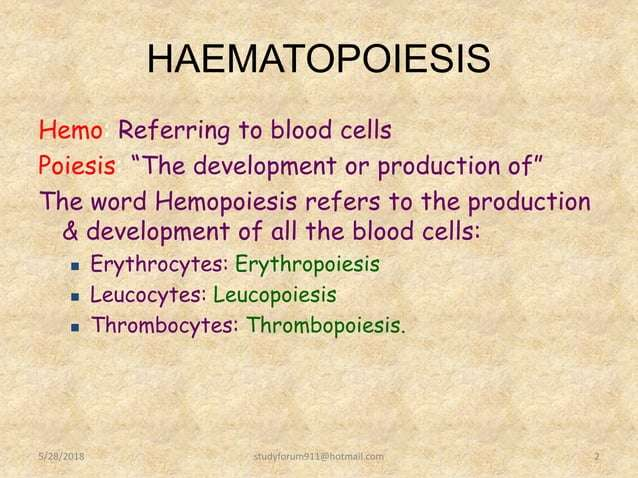 HAEMATOPOIESIS
Hemo: Referring to blood cells
Poiesis: “The development or production of”
The word Hemopoiesis refers to the production
& development of all the blood cells:
Erythrocytes: Erythropoiesis
Leucocytes: Leucopoiesis
Thrombocytes: Thrombopoiesis.
5/28/2018
studyforum911@hotmail.com
2